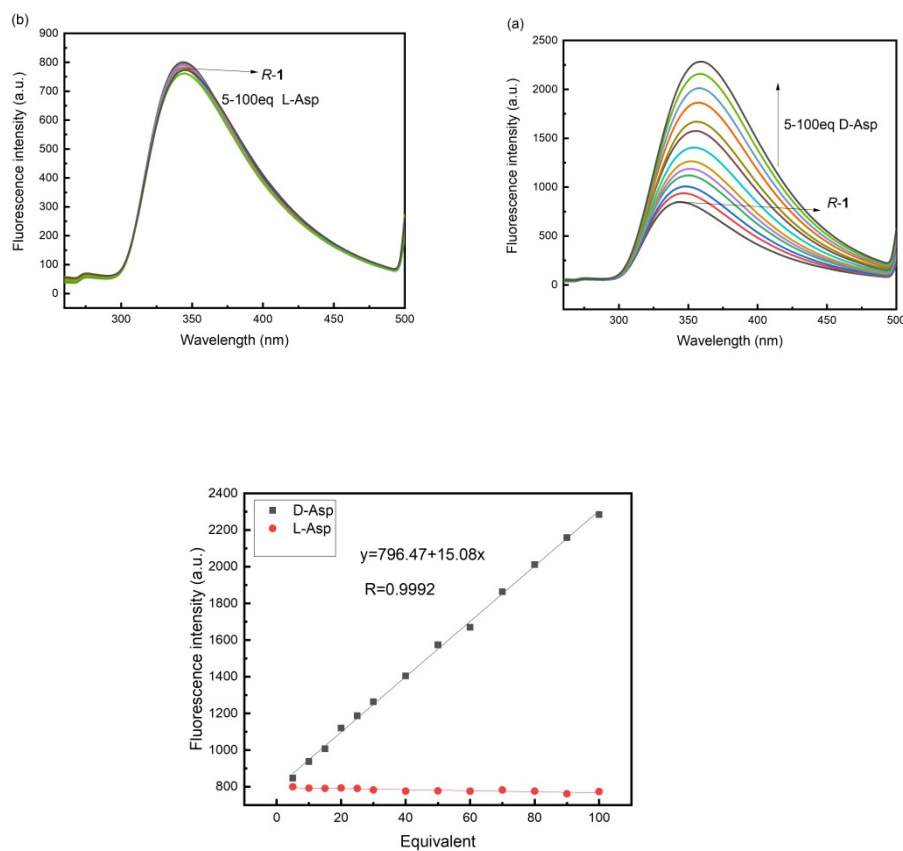 (b)
900
800
700
600
500
400
300
200
100
0
Fluorescence intensity (a.u.)
R-1
5-100eq L-Asp
300
350
400
450
500
Wavelength (nm)
(a)
2500
2000
1500
1000
500
0
Fluorescence intensity (a.u.)
5-100eq D-Asp
R-1
300
350
400
450
500
Wavelength (nm)
2400
2200
2000
1800
1600
1400
1200
1000
800
Fluorescence intensity (a.u.)
D-Asp
L-Asp
y=796.47+15.08x
R=0.9992
0
20
40
60
80
100
Equivalent